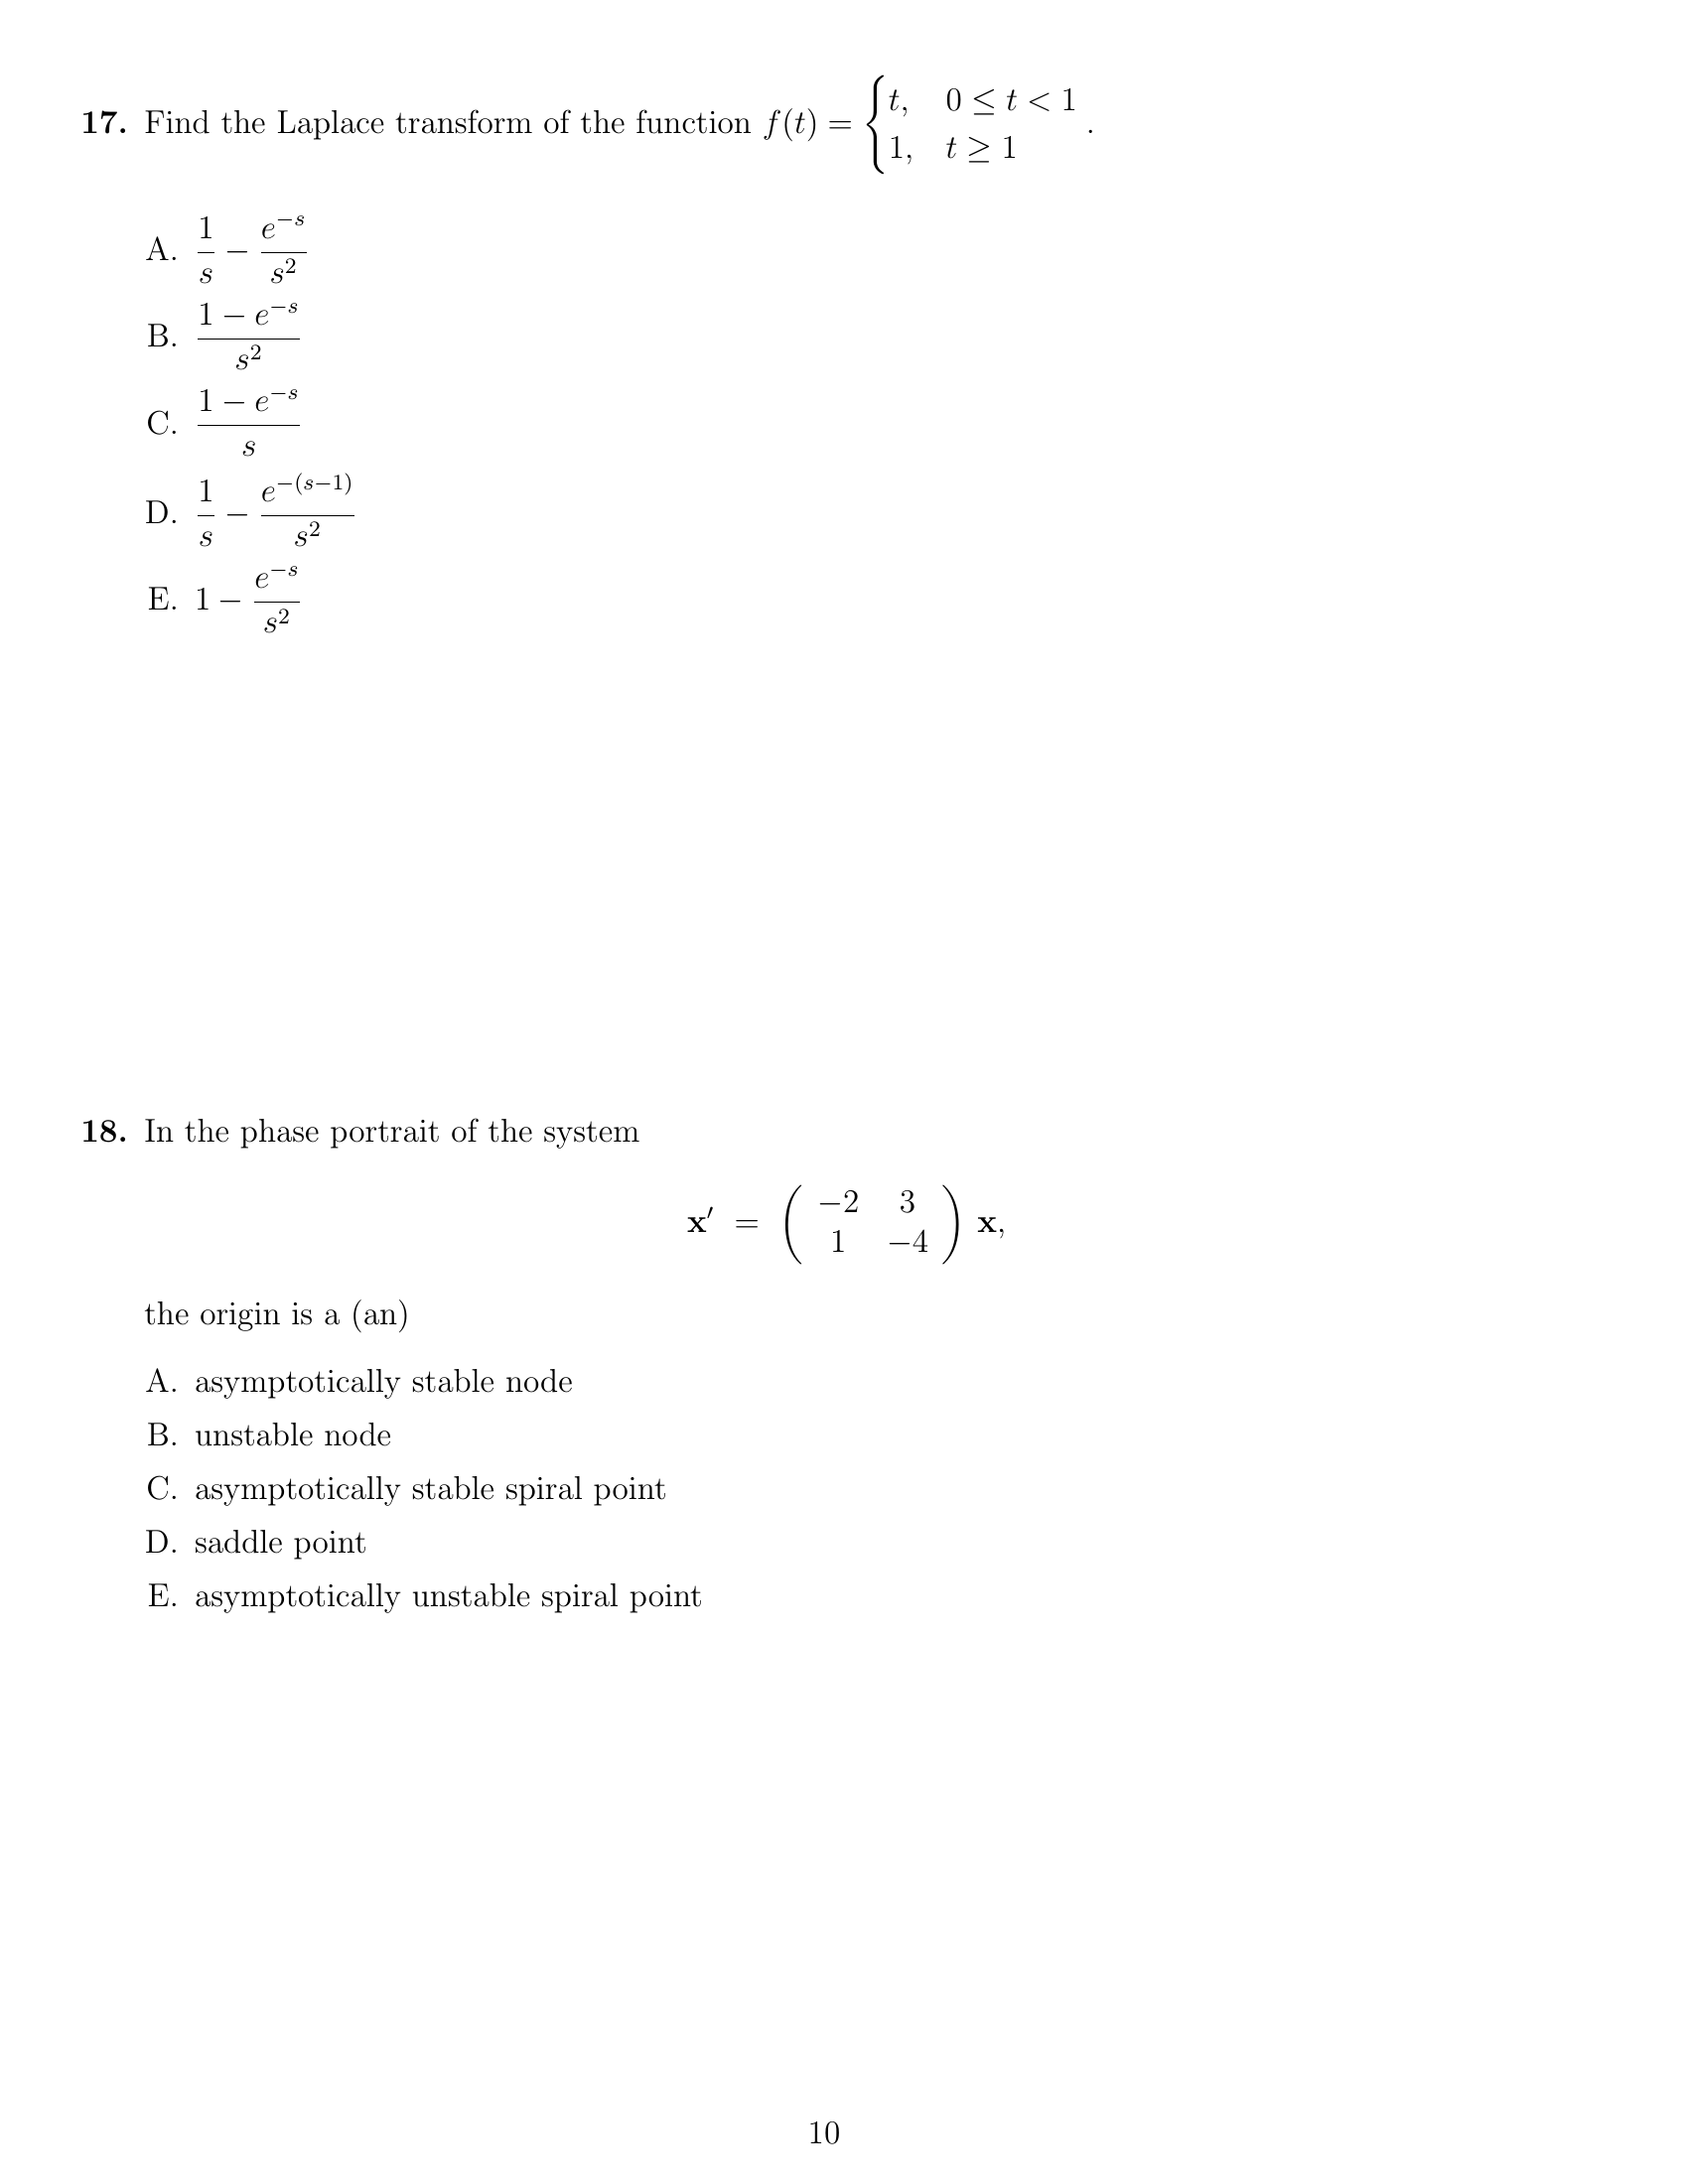 17. Find the Laplace transform of the function $f(t) = \begin{cases} t, & 0 \le t < 1 \\ 1, & t \ge 1 \end{cases}$.
A. $\frac{1}{s} - \frac{e^{-s}}{s^2}$
B. $\frac{1 - e^{-s}}{s^2}$
C. $\frac{1 - e^{-s}}{s}$
D. $\frac{1}{s} - \frac{e^{-(s-1)}}{s^2}$
E. $1 - \frac{e^{-s}}{s^2}$
18. In the phase portrait of the system
$\mathbf{x}' = \begin{pmatrix} -2 & 3 \\ 1 & -4 \end{pmatrix} \mathbf{x},$
the origin is a (an)
A. asymptotically stable node
B. unstable node
C. asymptotically stable spiral point
D. saddle point
E. asymptotically unstable spiral point
10